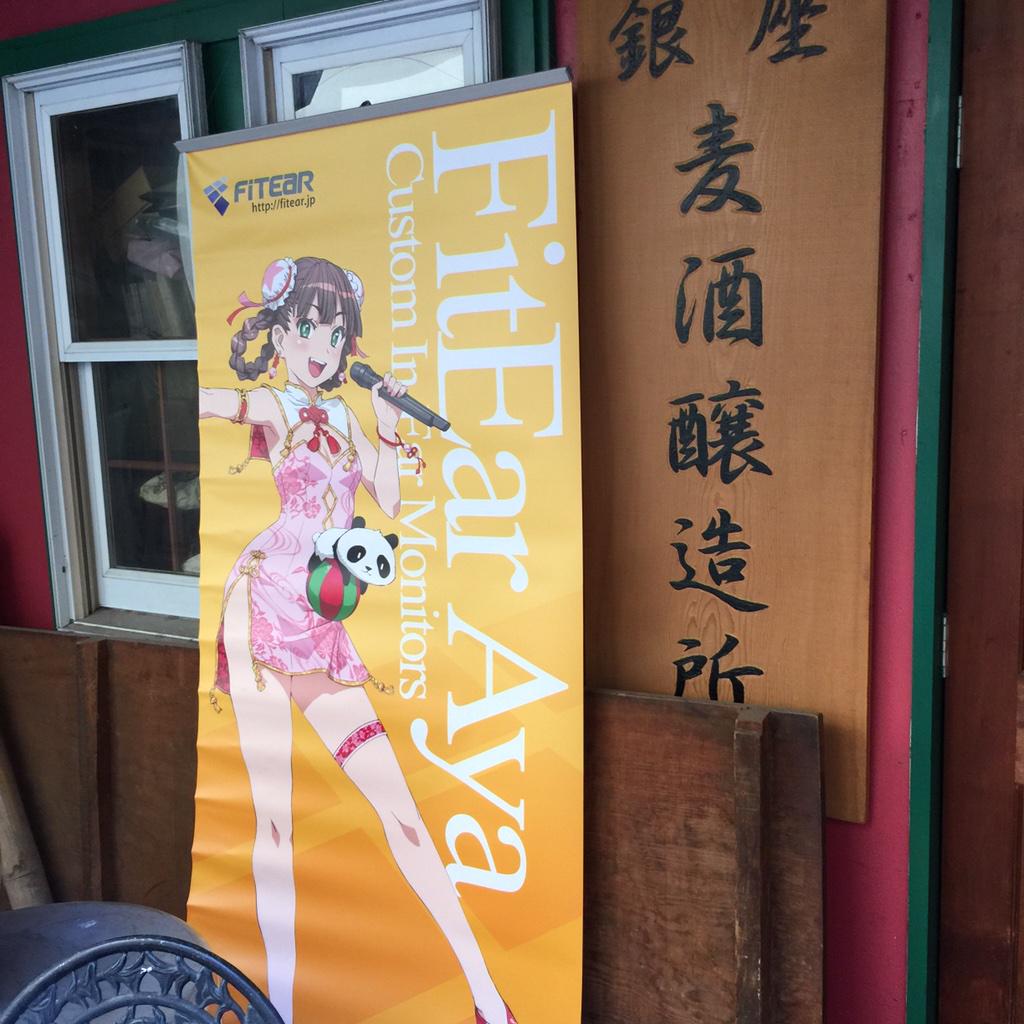 FiTEAR
http://fitear.jp
FitEar Aya
Custom In-Ear Monitors
銀座
麦酒醸造所